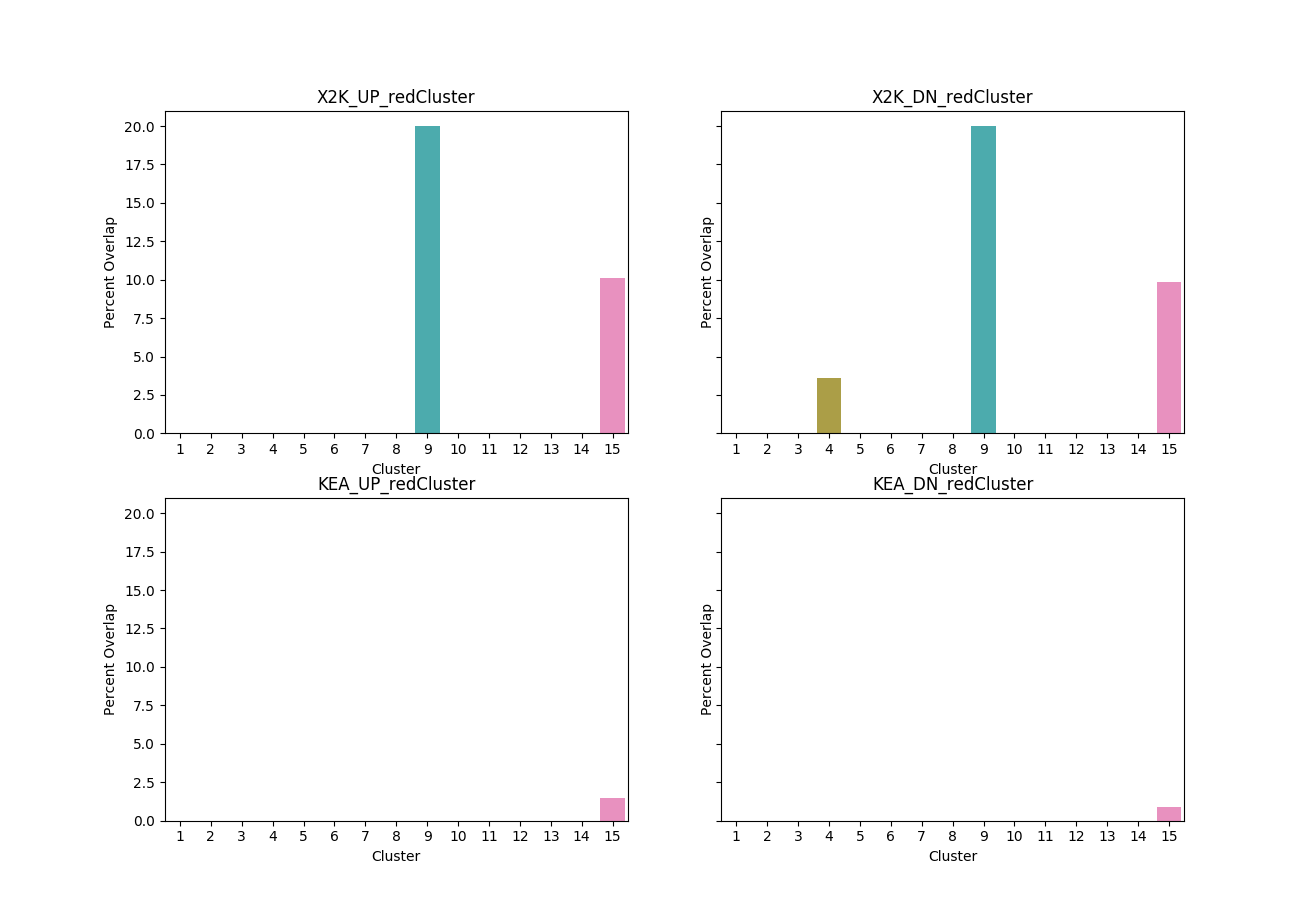 X2K_UP_redCluster
Percent Overlap
20.0
17.5
15.0
12.5
10.0
7.5
5.0
2.5
0.0
1 2 3 4 5 6 7 8 9 10 11 12 13 14 15
Cluster
X2K_DN_redCluster
Percent Overlap
1 2 3 4 5 6 7 8 9 10 11 12 13 14 15
Cluster
KEA_UP_redCluster
Percent Overlap
20.0
17.5
15.0
12.5
10.0
7.5
5.0
2.5
0.0
1 2 3 4 5 6 7 8 9 10 11 12 13 14 15
Cluster
KEA_DN_redCluster
Percent Overlap
1 2 3 4 5 6 7 8 9 10 11 12 13 14 15
Cluster